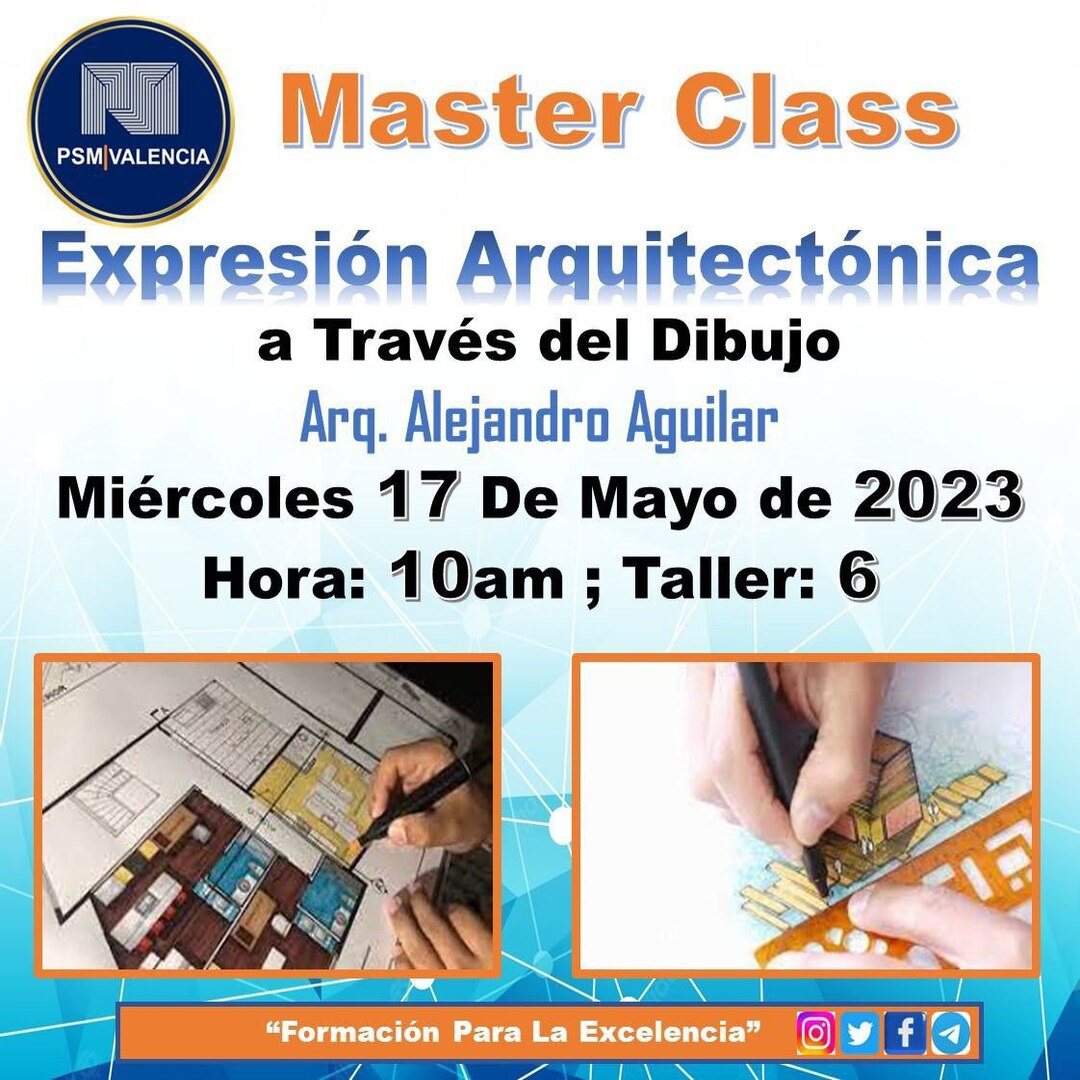 PSM|VALENCIA
Master Class
Expresión Arquitectónica
a Través del Dibujo
Arq. Alejandro Aguilar
Miércoles 17 De Mayo de 2023
Hora: 10am ; Taller: 6
“Formación Para La Excelencia”